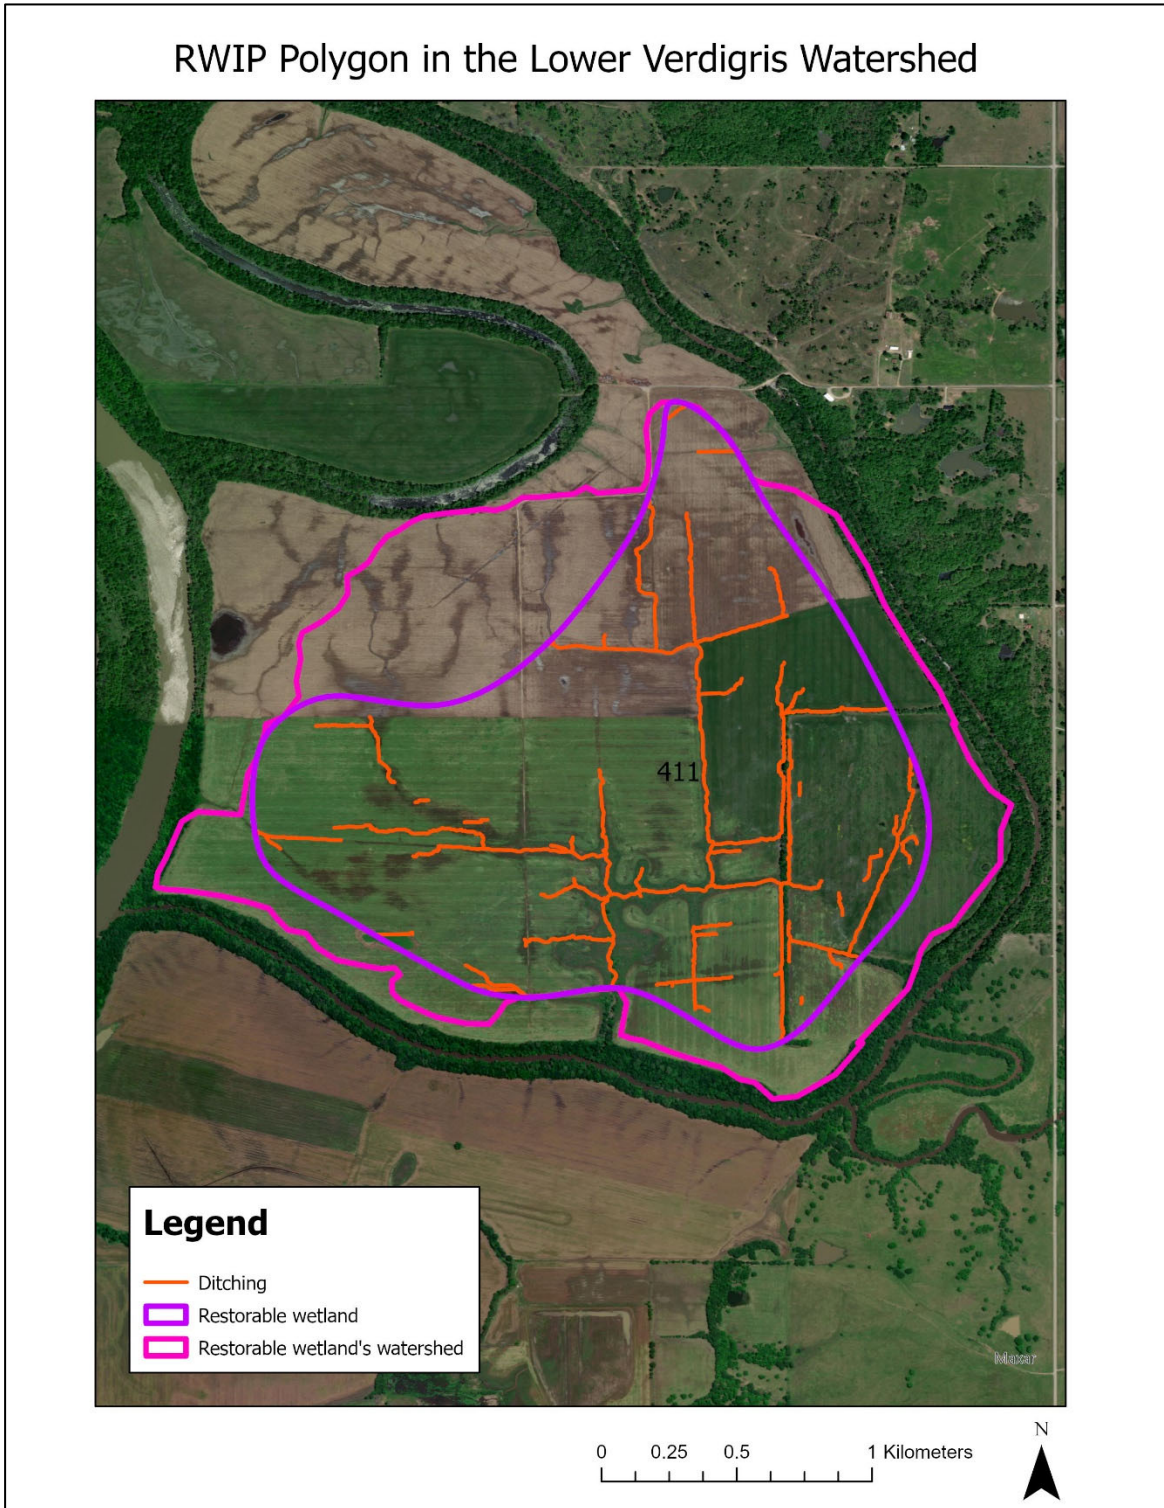 RWIP Polygon in the Lower Verdigris Watershed
411
Legend
Ditching
Restorable wetland
Restorable wetland's watershed
Maxar
N
0 0.25 0.5 1 Kilometers